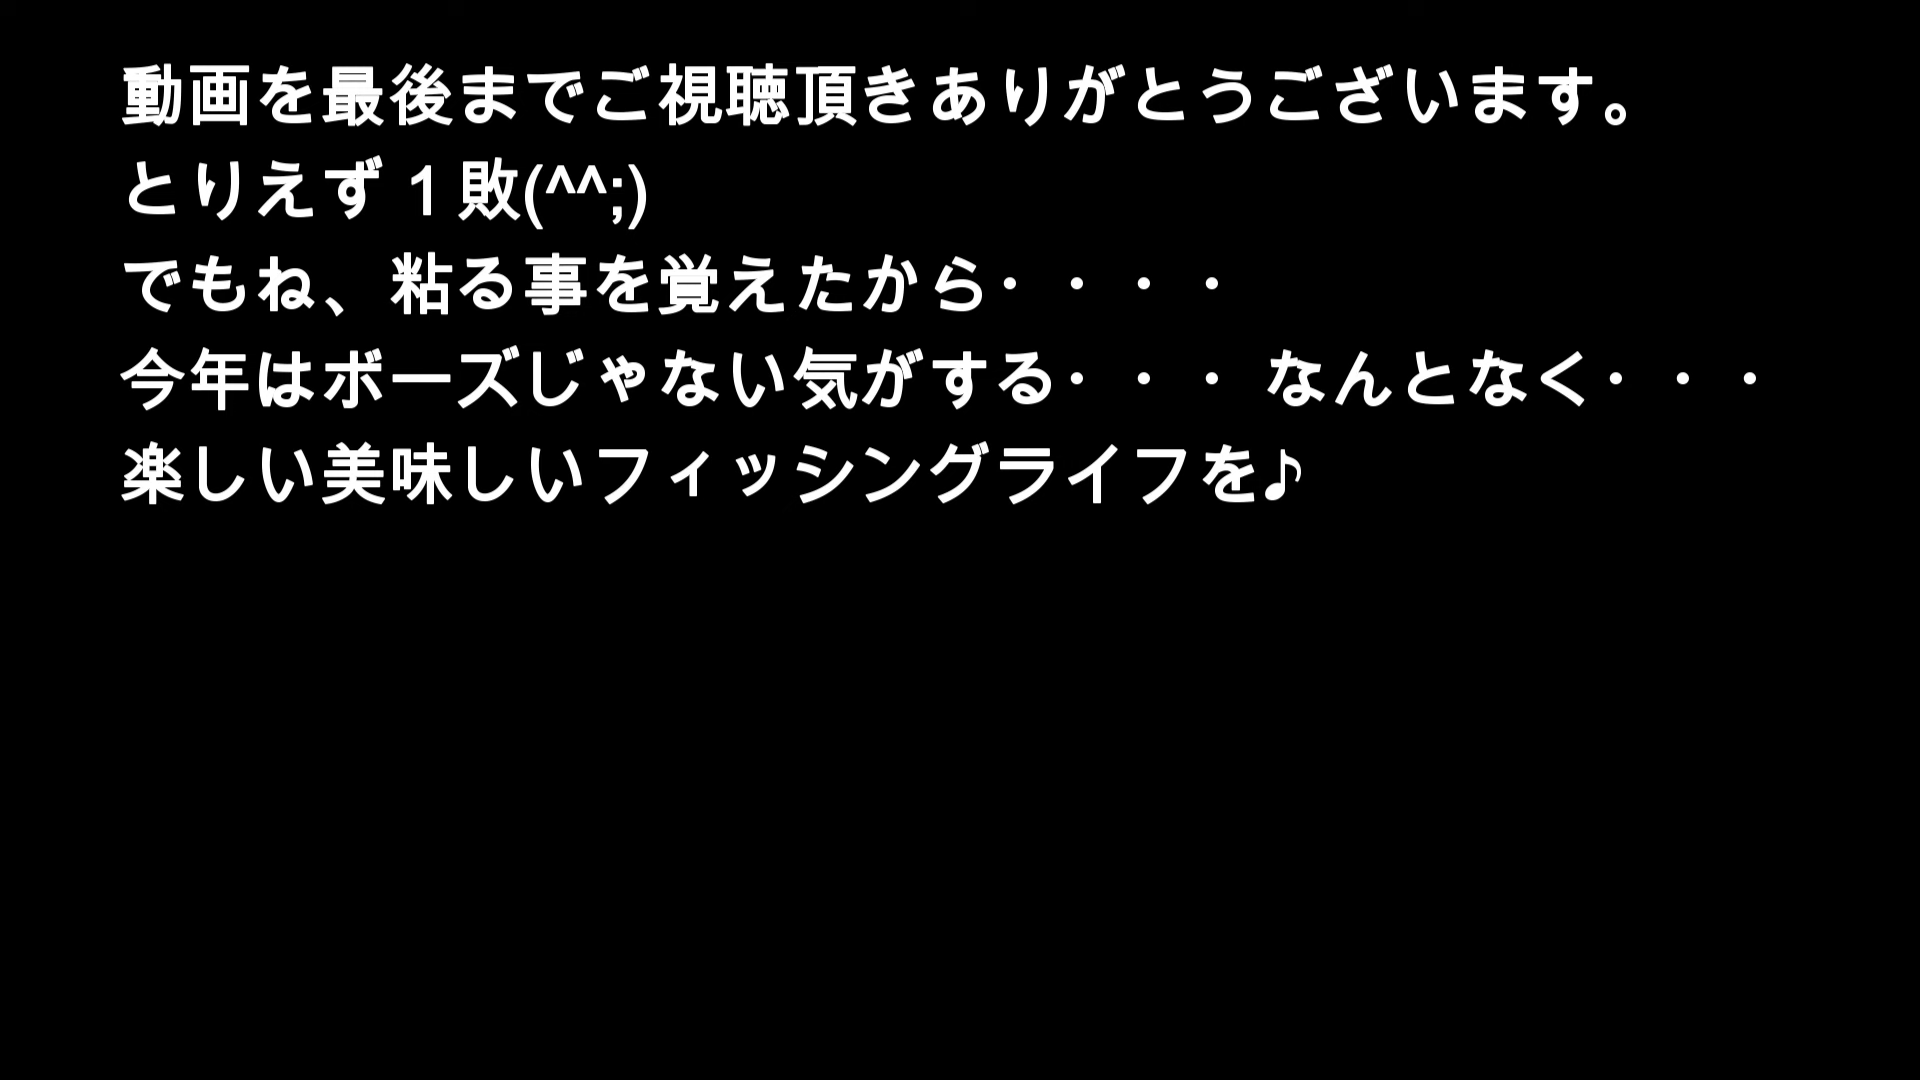 動画を最後までご視聴頂きありがとうございます。
とりえず１敗(^^;)
でもね、粘る事を覚えたから・・・・
今年はボーズじゃない気がする・・・なんとなく・・・
楽しい美味しいフィッシングライフを♪